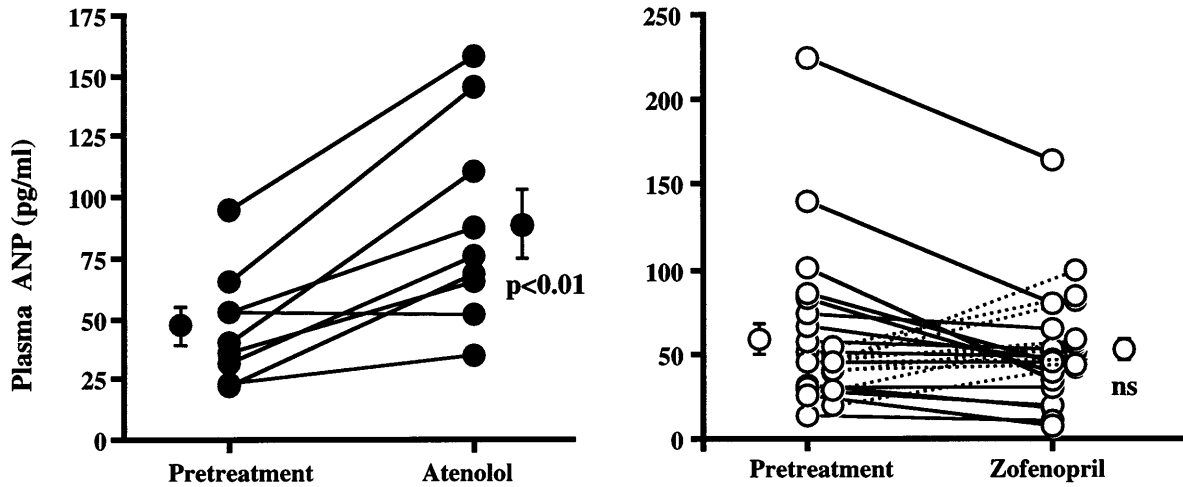 Plasma ANP (pg/ml)
175
150
125
100
75
50
25
0
p<0.01
Pretreatment Atenolol
250
200
150
100
50
0
ns
Pretreatment Zofenopril